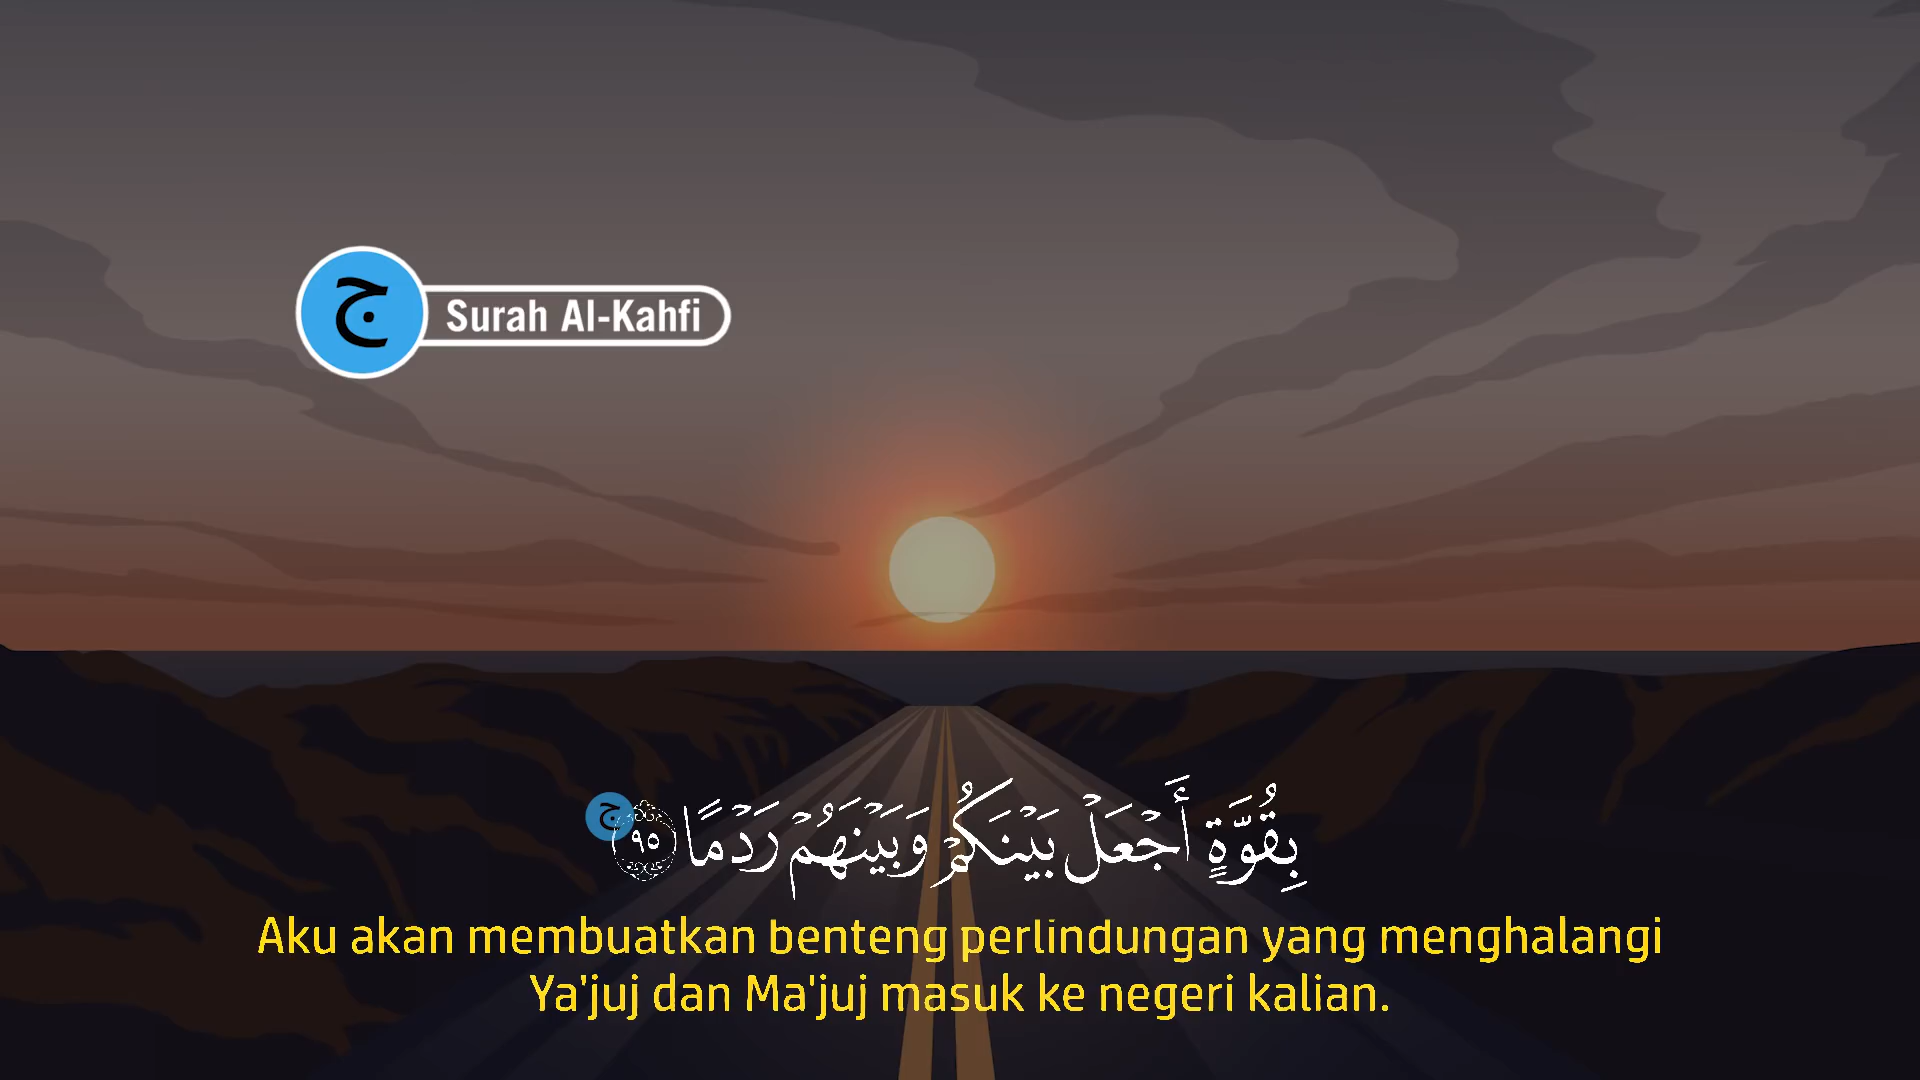 ج
Surah Al-Kahfi
بِقُوَّةٍ أَجْعَلْ بَيْنَكُمْ وَبَيْنَهُمْ رَدْمًا ٩٥ ج
Aku akan membuatkan benteng perlindungan yang menghalangi
Ya'juj dan Ma'juj masuk ke negeri kalian.